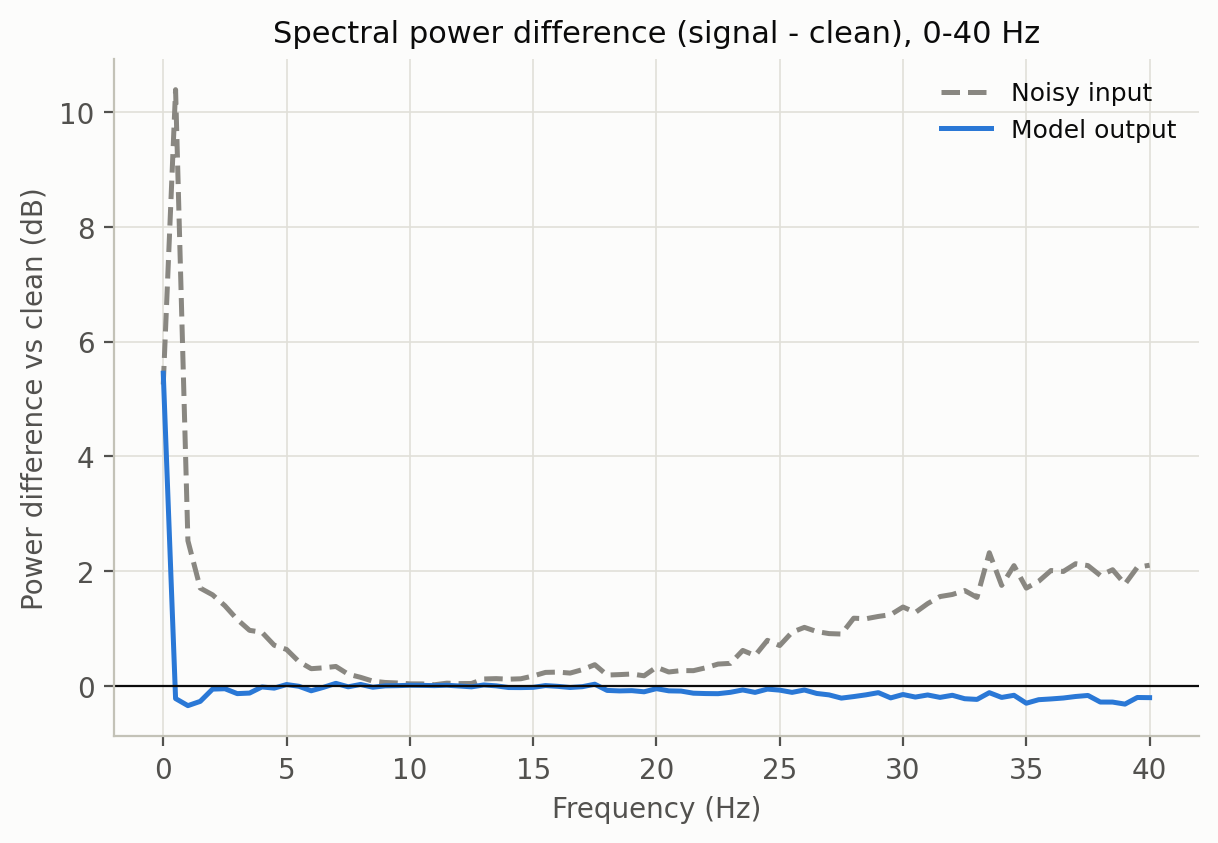 Spectral power difference (signal - clean), 0-40 Hz
Noisy input
Model output
Power difference vs clean (dB)
10
8
6
4
2
0
0 5 10 15 20 25 30 35 40
Frequency (Hz)